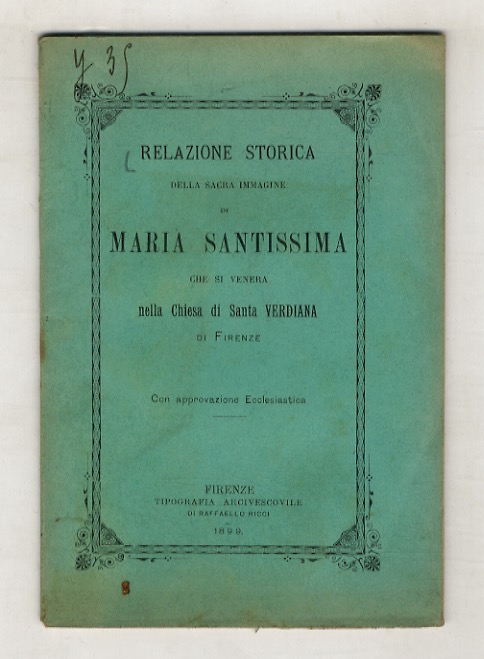 y 35
RELAZIONE STORICA
DELLA SACRA IMMAGINE
DI
MARIA SANTISSIMA
CHE SI VENERA
nella Chiesa di Santa VERDIANA
DI FIRENZE
Con approvazione Ecclesiastica
FIRENZE
TIPOGRAFIA ARCIVESCOVILE
DI RAFFAELLO RICCI
1899.